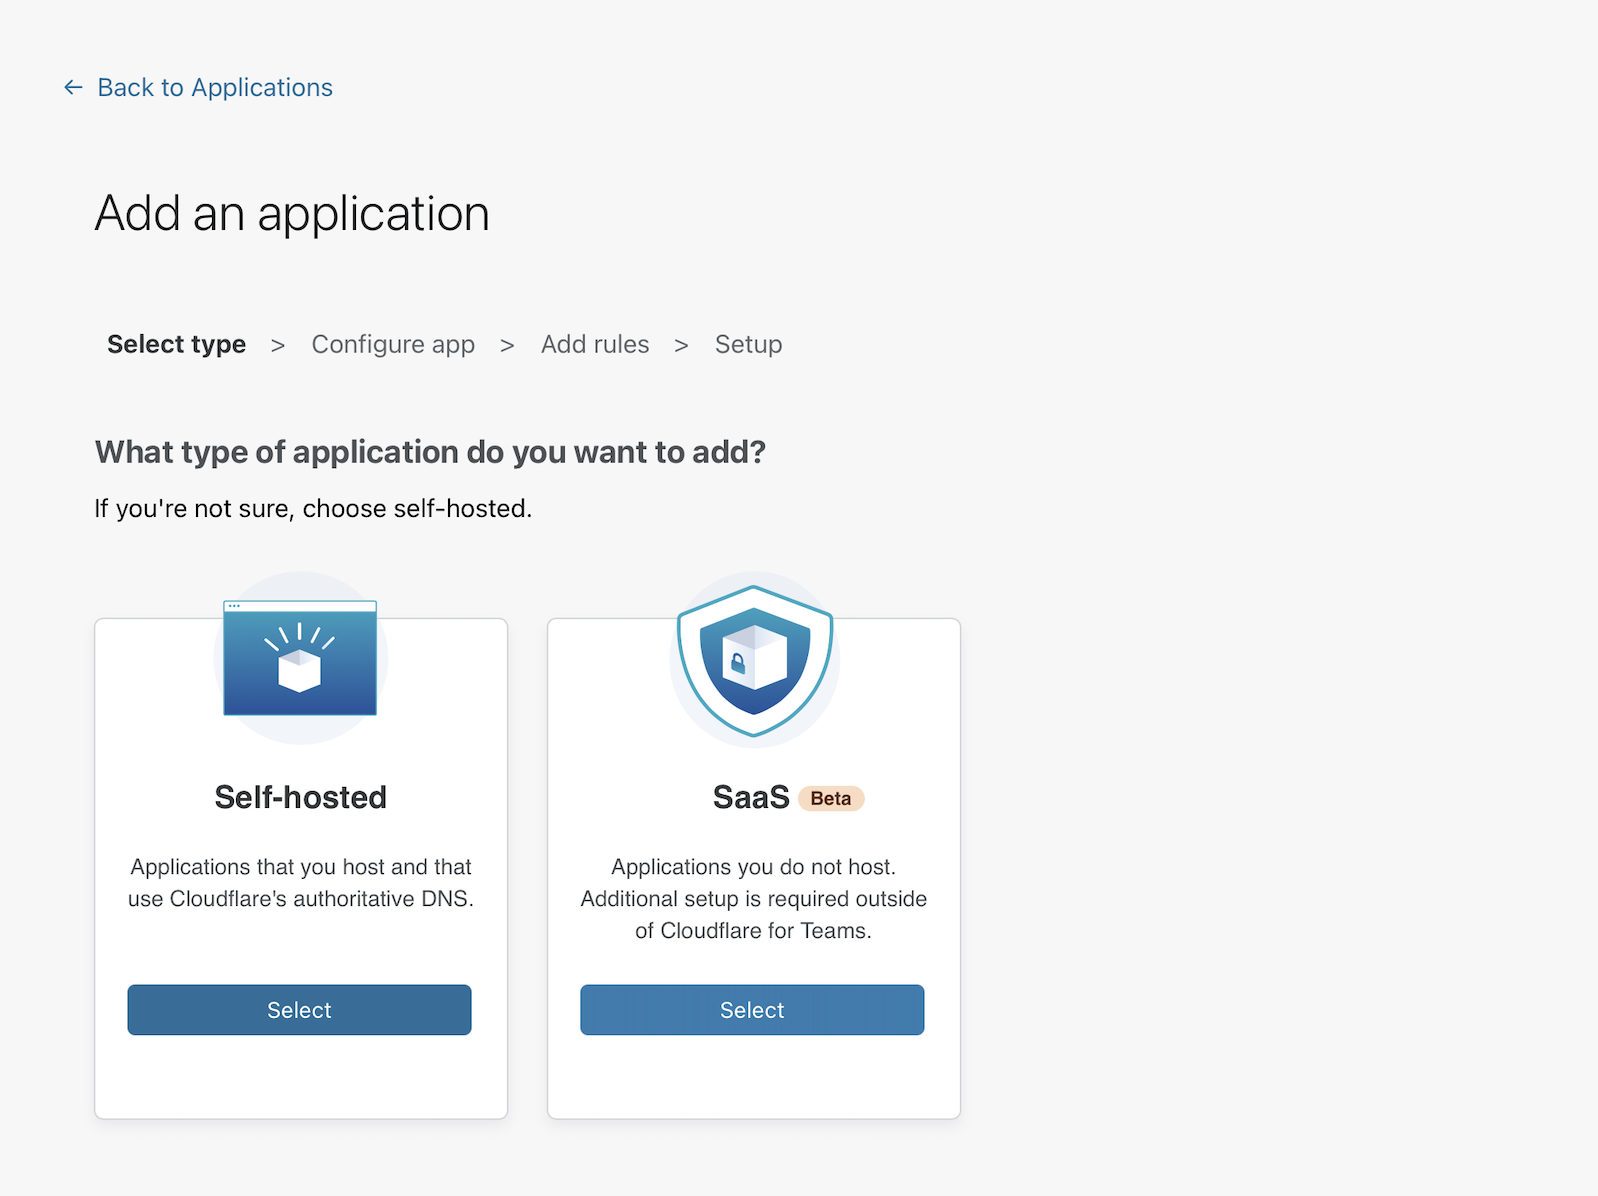 ← Back to Applications
Add an application
Select type > Configure app > Add rules > Setup
What type of application do you want to add?
If you're not sure, choose self-hosted.
Self-hosted
Applications that you host and that
use Cloudflare's authoritative DNS.
Select
SaaS Beta
Applications you do not host.
Additional setup is required outside
of Cloudflare for Teams.
Select